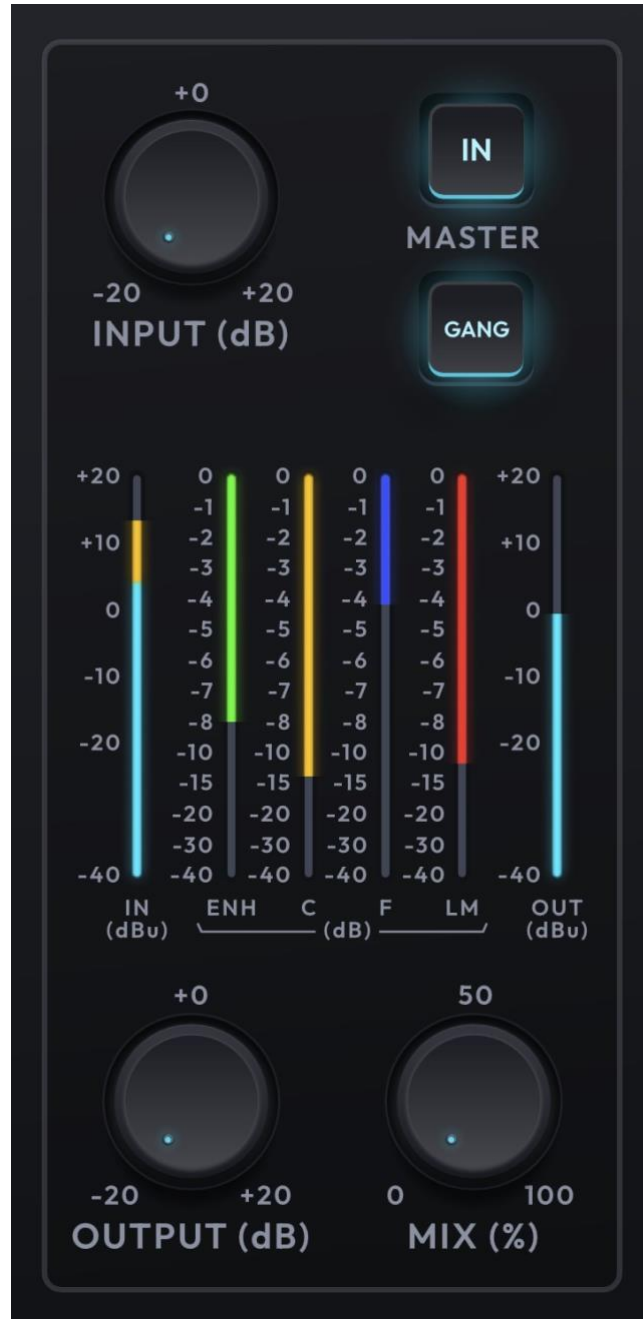 +0
IN
MASTER
-20 +20
INPUT (dB)
GANG
+20 0 0 0 0 +20
-1 -1 -1 -1
+10 -2 -2 -2 -2 +10
-3 -3 -3 -3
0 -4 -4 -4 -4 0
-5 -5 -5 -5
-10 -6 -6 -6 -6 -10
-7 -7 -7 -7
-20 -8 -8 -8 -8 -20
-10 -10 -10 -10
-15 -15 -15 -15
-20 -20 -20 -20
-30 -30 -30 -30
-40 -40 -40 -40 -40 -40
IN ENH C F LM OUT
(dBu) (dB) (dBu)
+0 50
-20 +20 0 100
OUTPUT (dB) MIX (%)